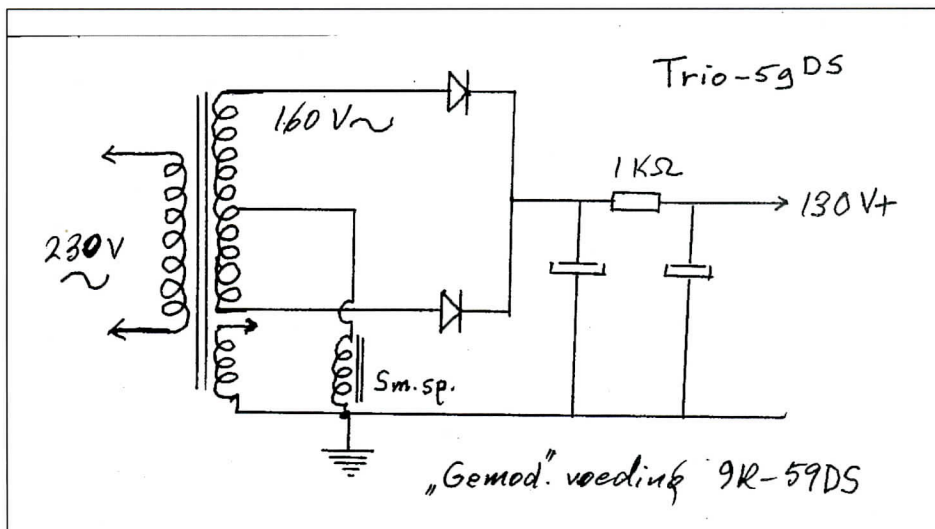 Trio-59DS
160 V~
1 KΩ
130 V+
230 V
~
Sm.sp.
„Gemod." voeding 9R-59DS